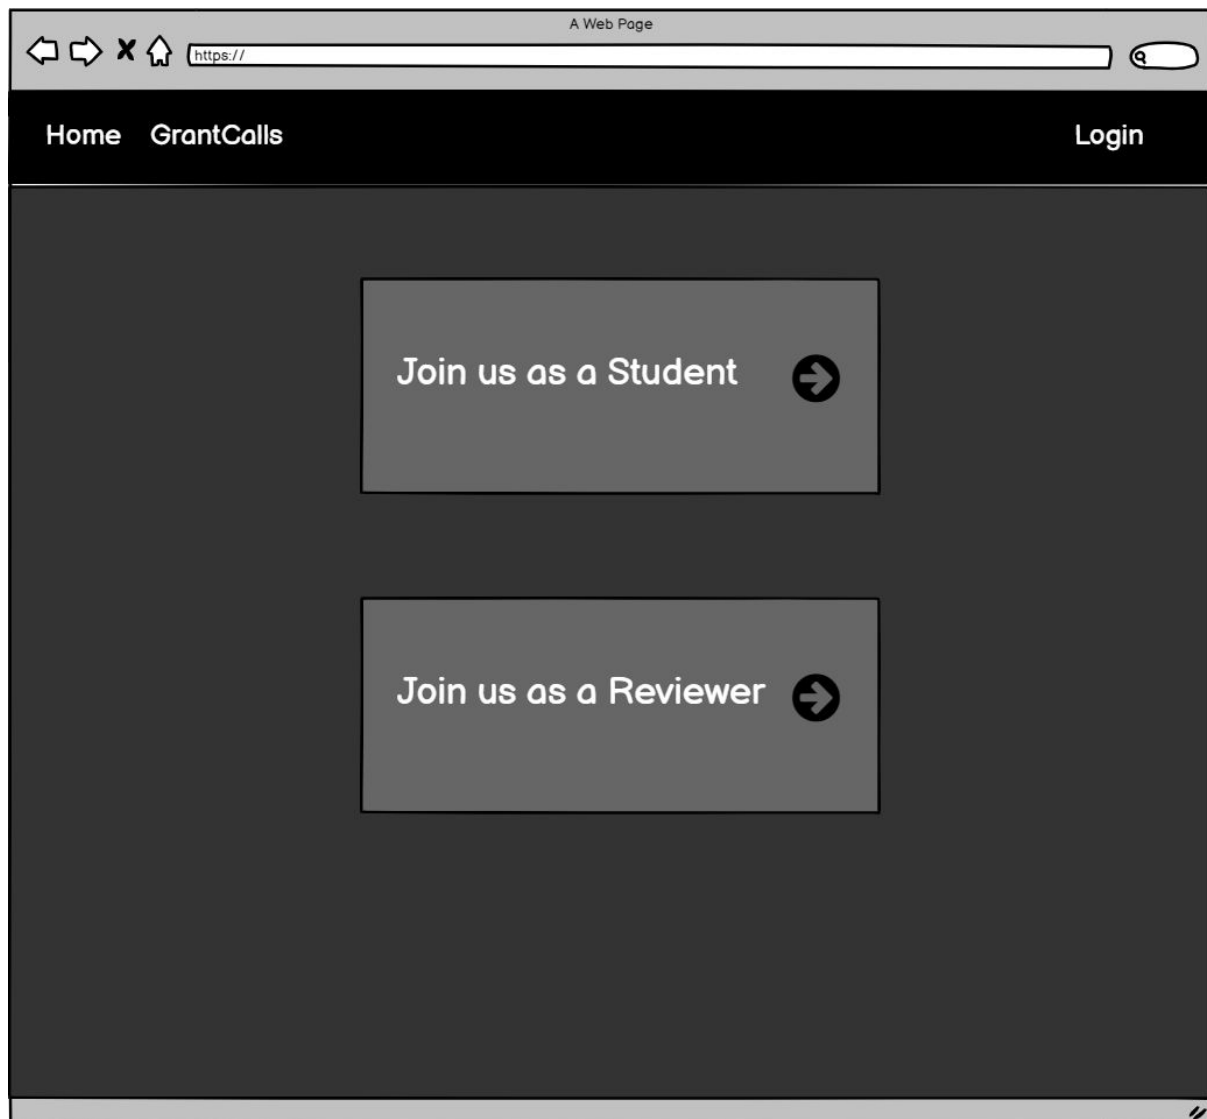 A Web Page
https://
Home GrantCalls Login
Join us as a Student
Join us as a Reviewer